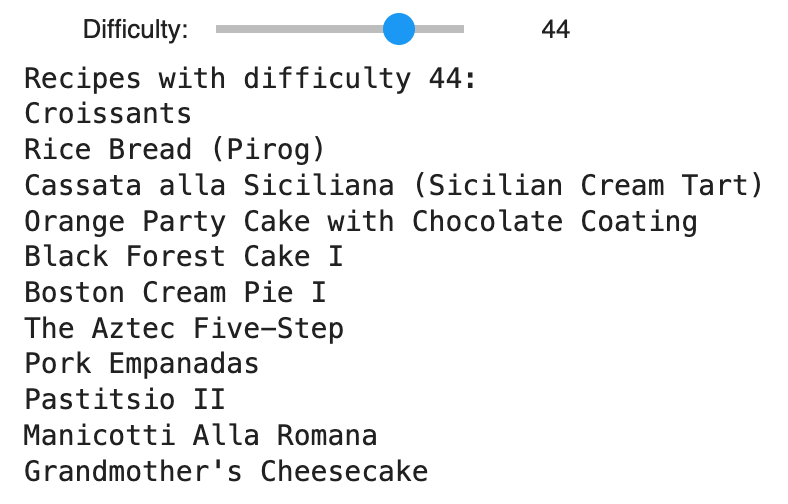 Difficulty: 44
Recipes with difficulty 44:
Croissants
Rice Bread (Pirog)
Cassata alla Siciliana (Sicilian Cream Tart)
Orange Party Cake with Chocolate Coating
Black Forest Cake I
Boston Cream Pie I
The Aztec Five-Step
Pork Empanadas
Pastitsio II
Manicotti Alla Romana
Grandmother's Cheesecake